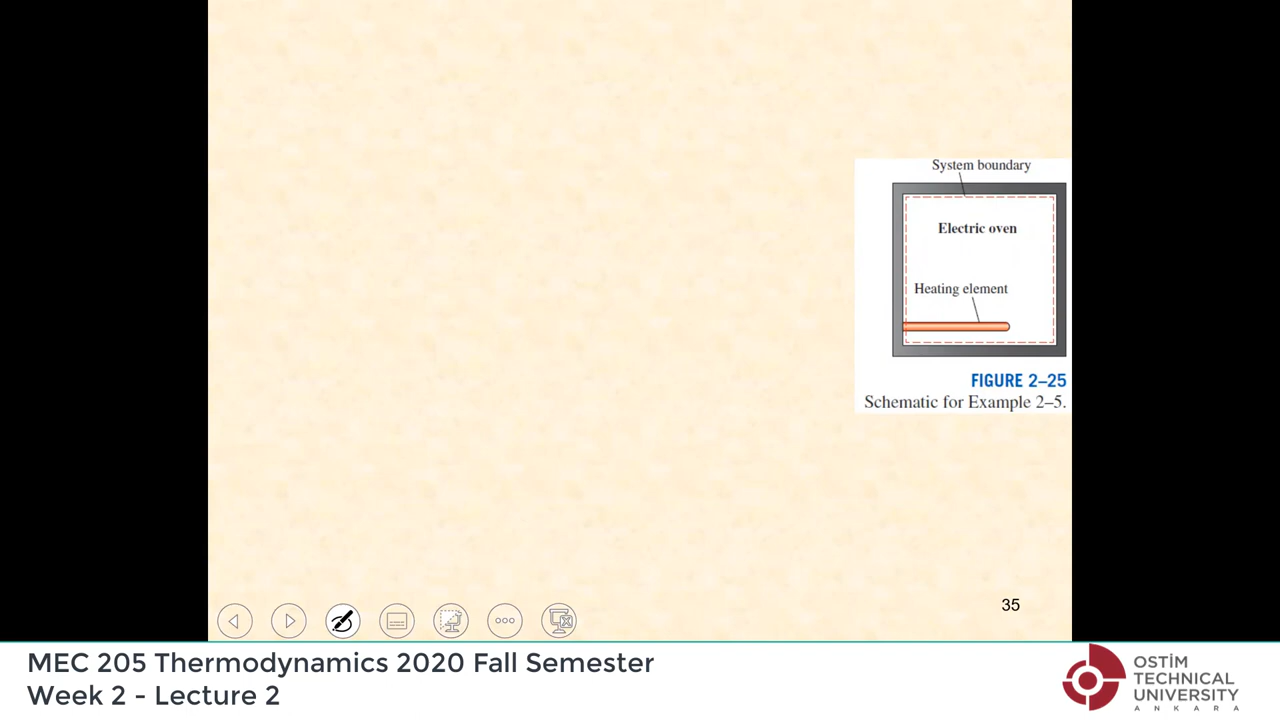 System boundary
Electric oven
Heating element
FIGURE 2–25
Schematic for Example 2–5.
35
MEC 205 Thermodynamics 2020 Fall Semester
Week 2 - Lecture 2
OSTİM
TECHNICAL
UNIVERSITY
ANKARA